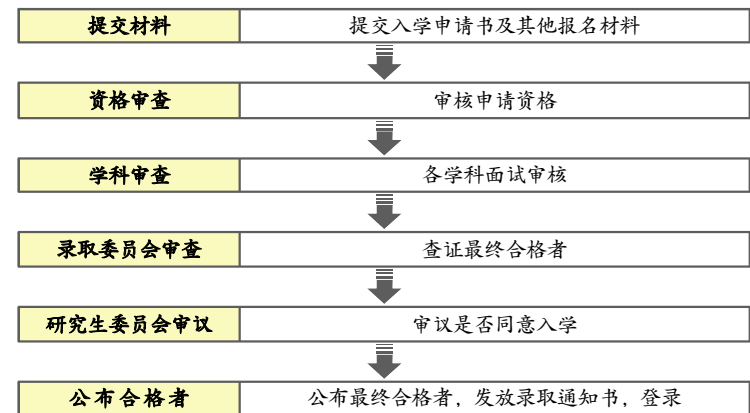 提交材料 提交入学申请书及其他报名材料
资格审查 审核申请资格
学科审查 各学科面试审核
录取委员会审查 查证最终合格者
研究生委员会审议 审议是否同意入学
公布合格者 公布最终合格者，发放录取通知书，登录